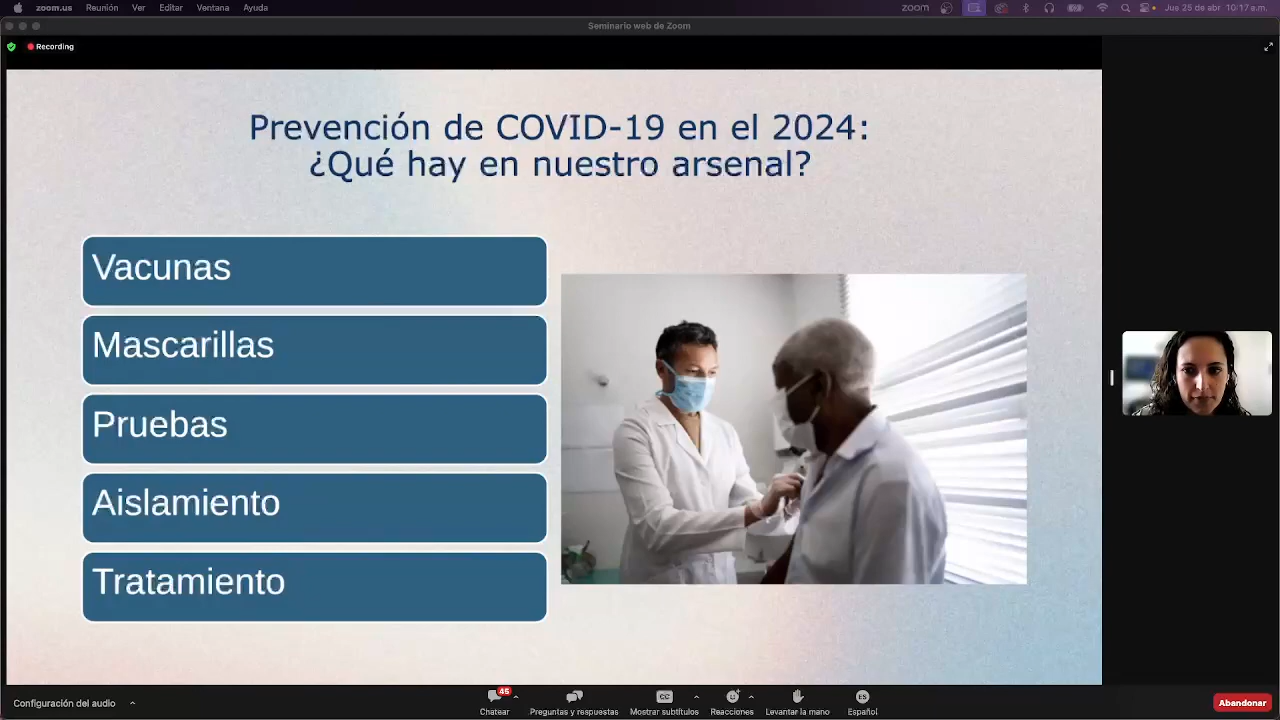 zoom.us Reunión Ver Editar Ventana Ayuda
zoom Jue 25 de abr 10:17 a.m.
Seminario web de Zoom
Recording
Prevención de COVID-19 en el 2024:
¿Qué hay en nuestro arsenal?
Vacunas
Mascarillas
Pruebas
Aislamiento
Tratamiento
Configuración del audio
45
CC
ES
Chatear
Preguntas y respuestas
Mostrar subtítulos
Reacciones
Levantar la mano
Español
Abandonar